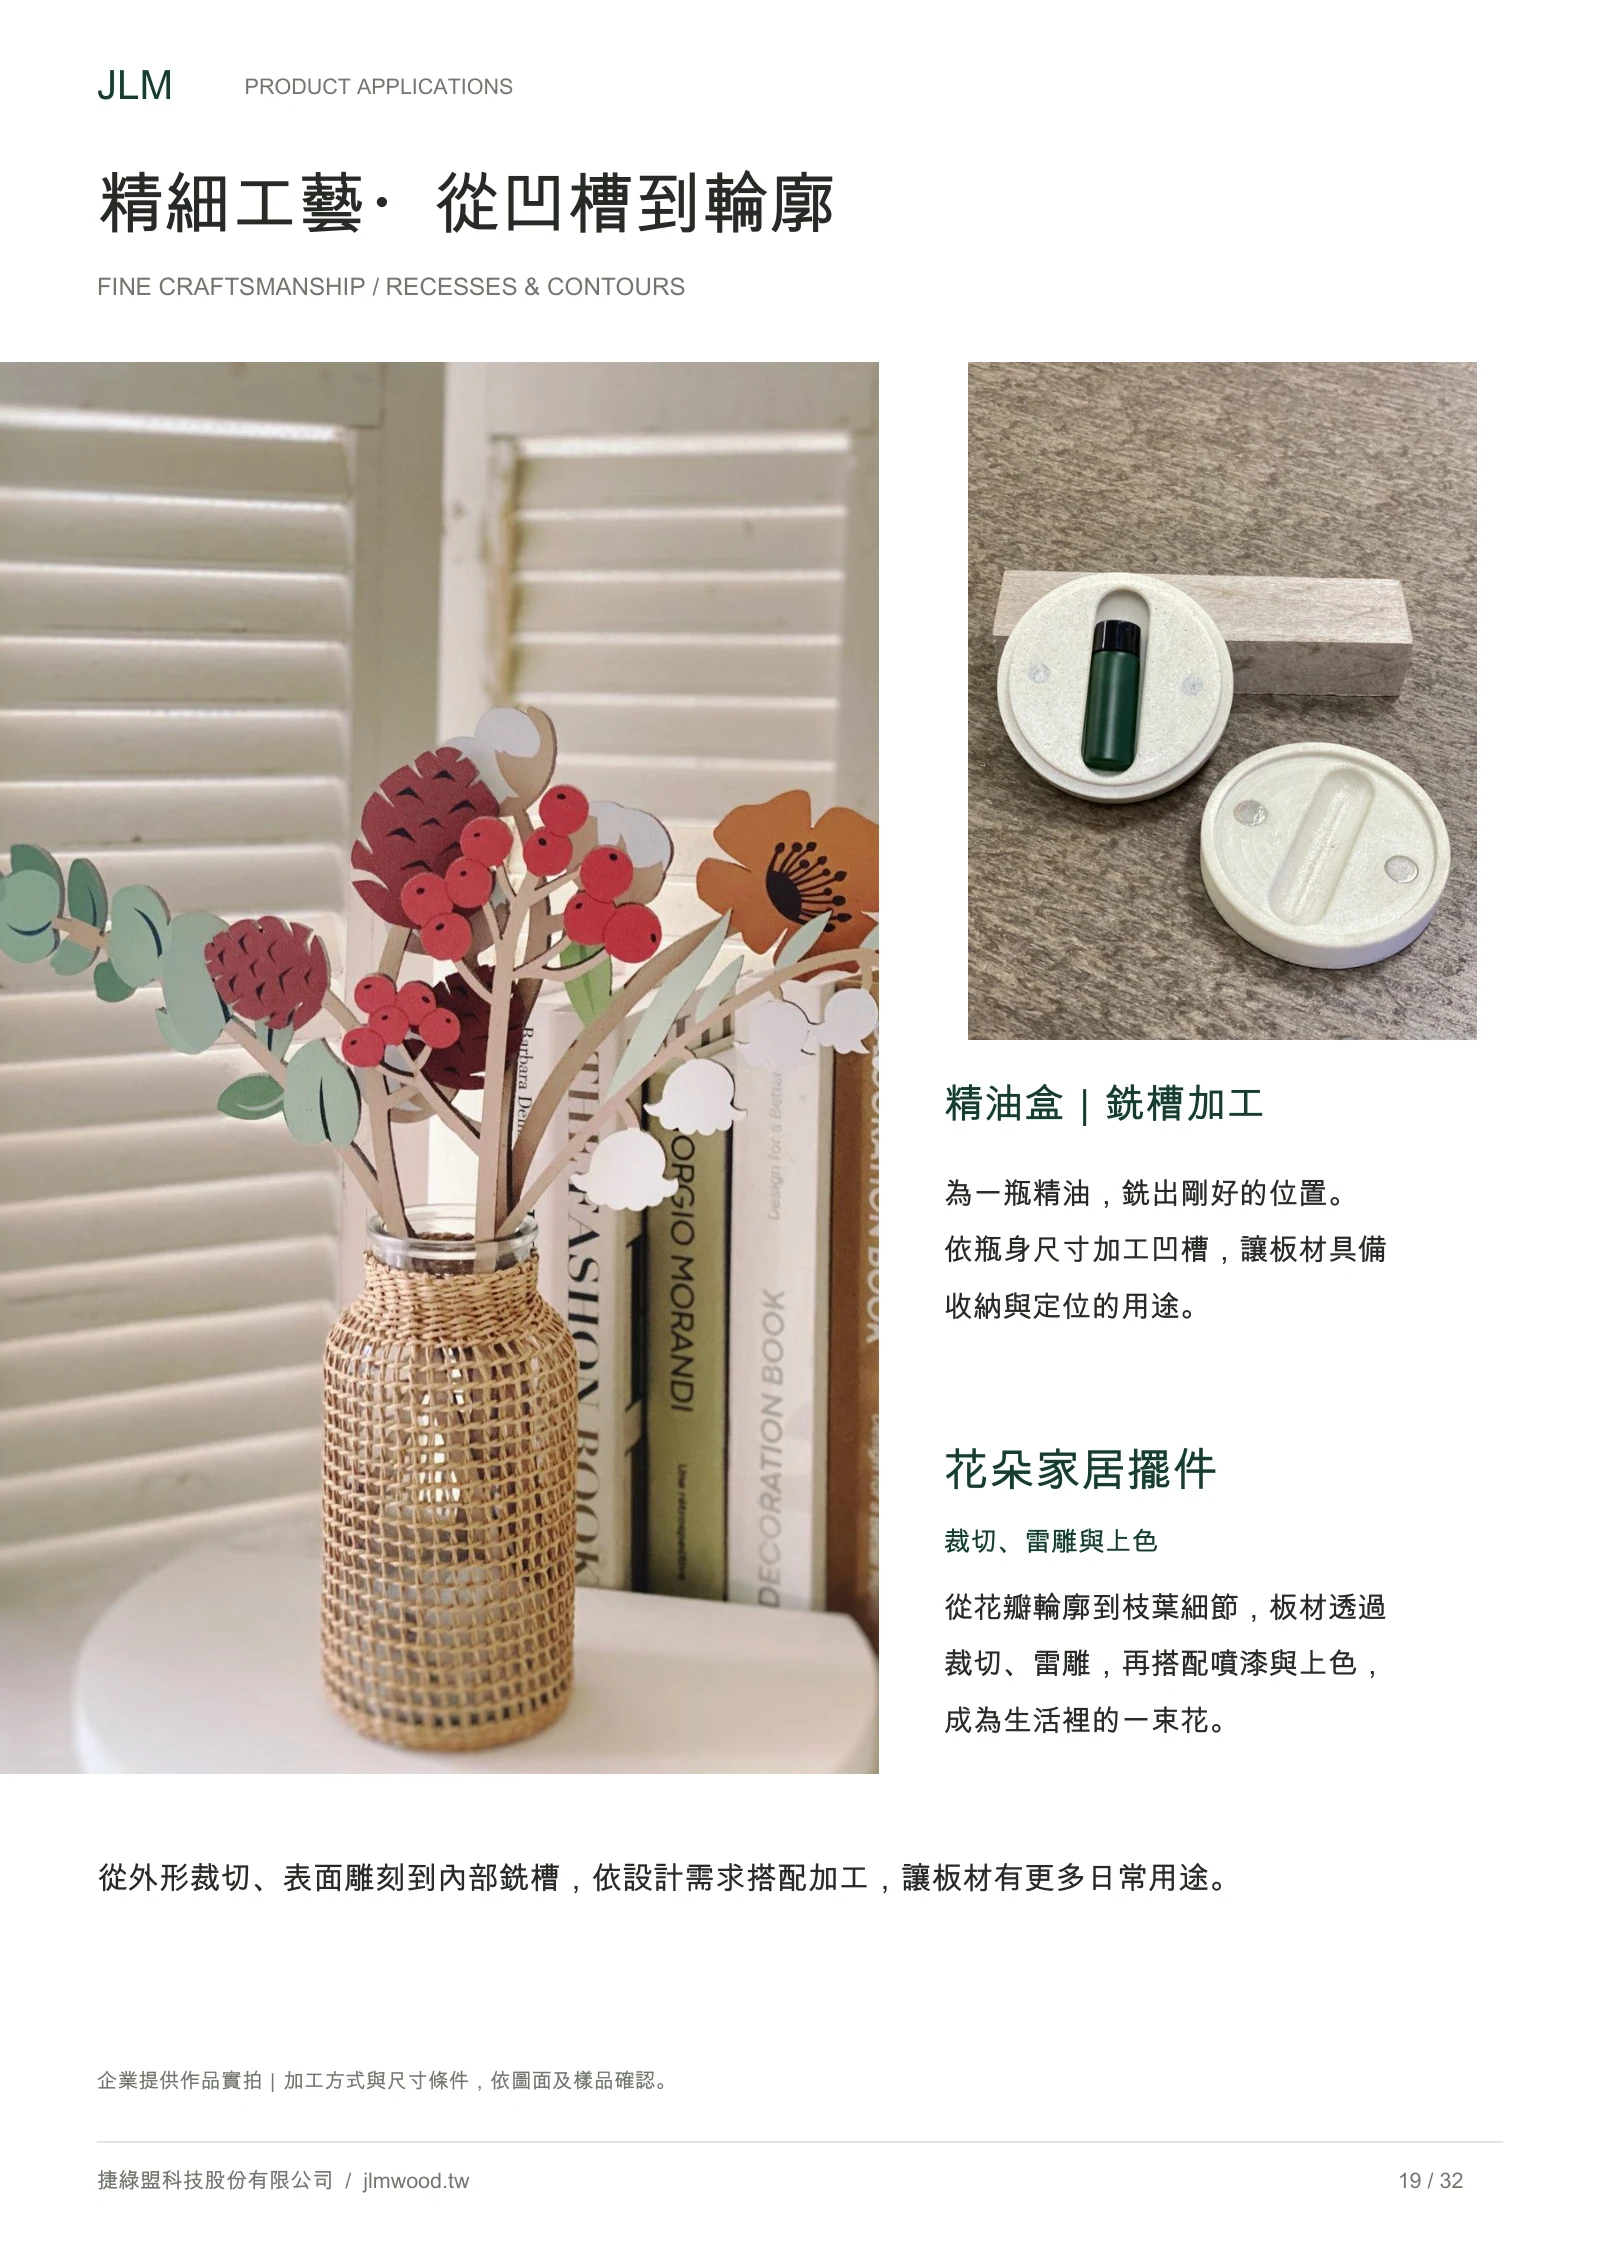 JLM
PRODUCT APPLICATIONS
精細工藝· 從凹槽到輪廓
FINE CRAFTSMANSHIP / RECESSES & CONTOURS
Barbara
THE FASHION BOOK
ORGIO MORANDI
Une rétrospective
Design for a Better
DECORATION BOOK
精油盒 | 銑槽加工
為一瓶精油，銑出剛好的位置。
依瓶身尺寸加工凹槽，讓板材具備
收納與定位的用途。
花朵家居擺件
裁切、雷雕與上色
從花瓣輪廓到枝葉細節，板材透過
裁切、雷雕，再搭配噴漆與上色，
成為生活裡的一束花。
從外形裁切、表面雕刻到內部銑槽，依設計需求搭配加工，讓板材有更多日常用途。
企業提供作品實拍 | 加工方式與尺寸條件，依圖面及樣品確認。
捷綠盟科技股份有限公司 / jlmwood.tw
19 / 32